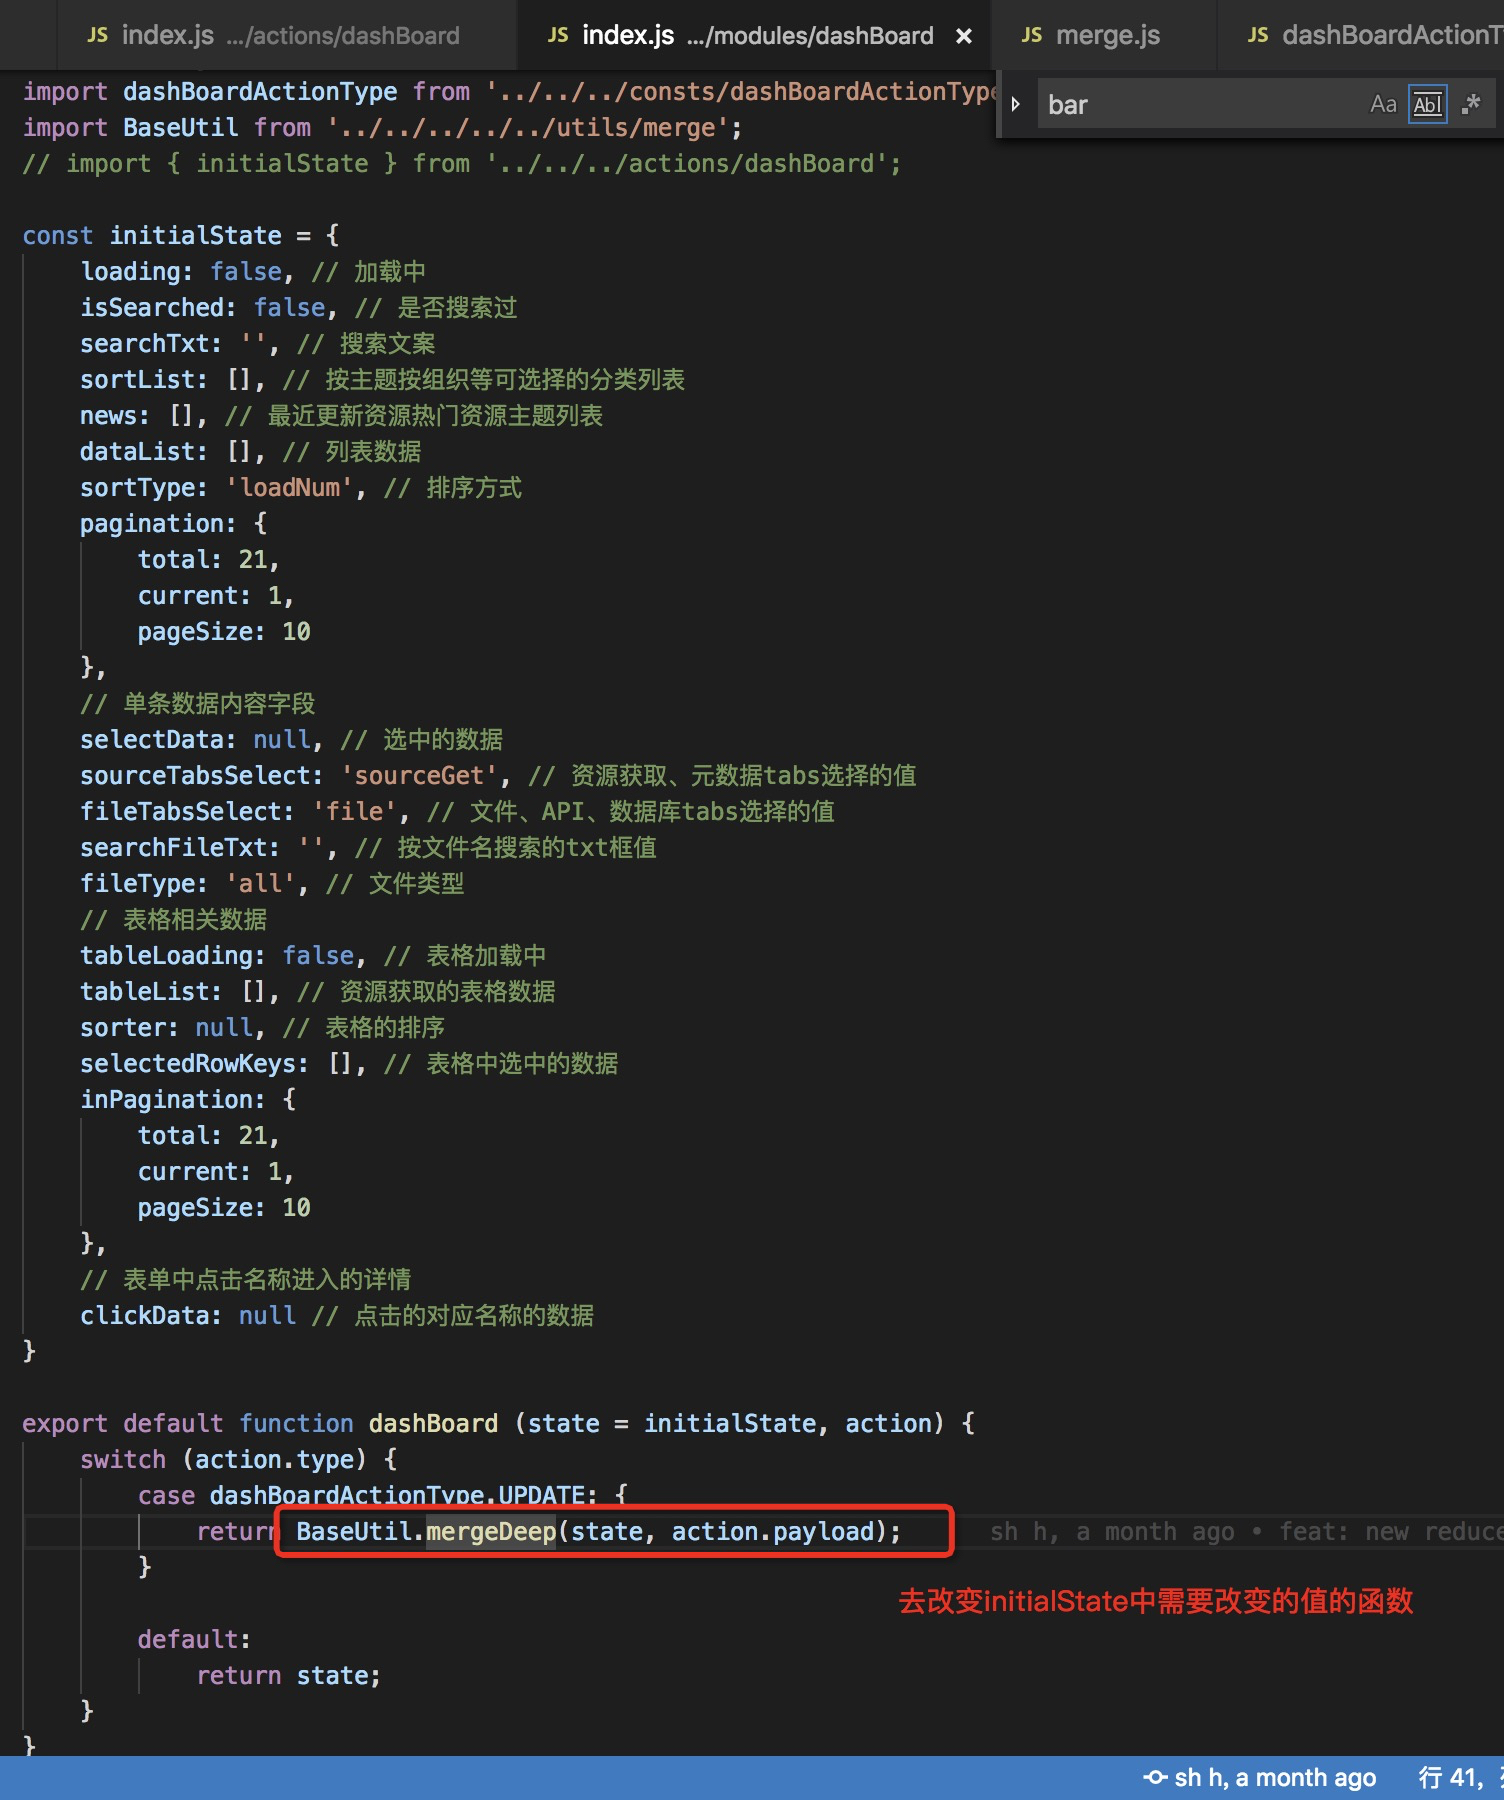 JS index.js .../actions/dashBoard JS index.js .../modules/dashBoard × JS merge.js JS dashBoardActionT
import dashBoardActionType from '../../../consts/dashBoardActionType
bar Aa Abl .*
import BaseUtil from '../../../../../utils/merge';
// import { initialState } from '../../../actions/dashBoard';
const initialState = {
loading: false, // 加载中
isSearched: false, // 是否搜索过
searchTxt: '', // 搜索文案
sortList: [], // 按主题按组织等可选择的分类列表
news: [], // 最近更新资源热门资源主题列表
dataList: [], // 列表数据
sortType: 'loadNum', // 排序方式
pagination: {
total: 21,
current: 1,
pageSize: 10
},
// 单条数据内容字段
selectData: null, // 选中的数据
sourceTabsSelect: 'sourceGet', // 资源获取、元数据tabs选择的值
fileTabsSelect: 'file', // 文件、API、数据库tabs选择的值
searchFileTxt: '', // 按文件名搜索的txt框值
fileType: 'all', // 文件类型
// 表格相关数据
tableLoading: false, // 表格加载中
tableList: [], // 资源获取的表格数据
sorter: null, // 表格的排序
selectedRowKeys: [], // 表格中选中的数据
inPagination: {
total: 21,
current: 1,
pageSize: 10
},
// 表单中点击名称进入的详情
clickData: null // 点击的对应名称的数据
}
export default function dashBoard (state = initialState, action) {
switch (action.type) {
case dashBoardActionType.UPDATE: {
return BaseUtil.mergeDeep(state, action.payload); sh h, a month ago • feat: new reduce
}
去改变initialState中需要改变的值的函数
default:
return state;
}
}
sh h, a month ago 行 41,